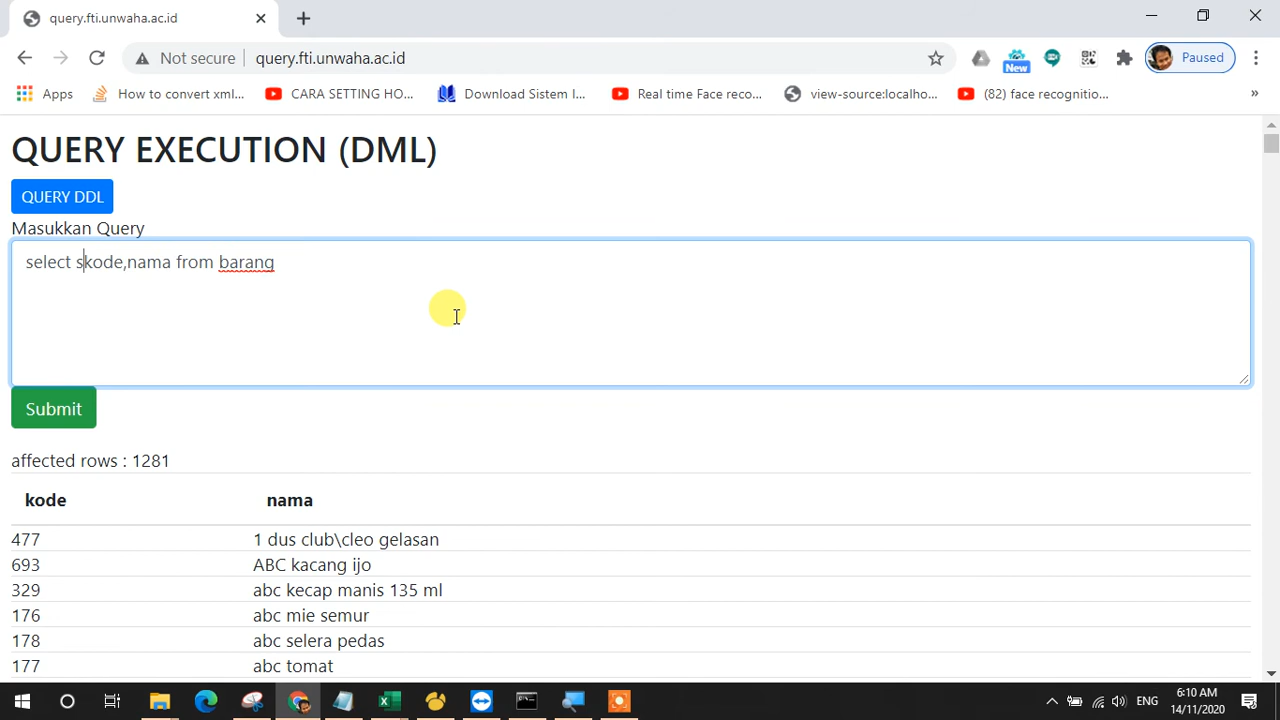 query.fti.unwaha.ac.id
Not secure query.fti.unwaha.ac.id New Paused
Apps How to convert xml... CARA SETTING HO... Download Sistem I... Real time Face-co... view-source:localho... (82) face recognitio... »
QUERY EXECUTION (DML)
QUERY DDL
Masukkan Query
select skode,nama from barang
Submit
affected rows : 1281
kode nama
477 1 dus club\cleo gelasan
693 ABC kacang ijo
329 abc kecap manis 135 ml
176 abc mie semur
178 abc selera pedas
177 abc tomat
ENG 6:10 AM
14/11/2020